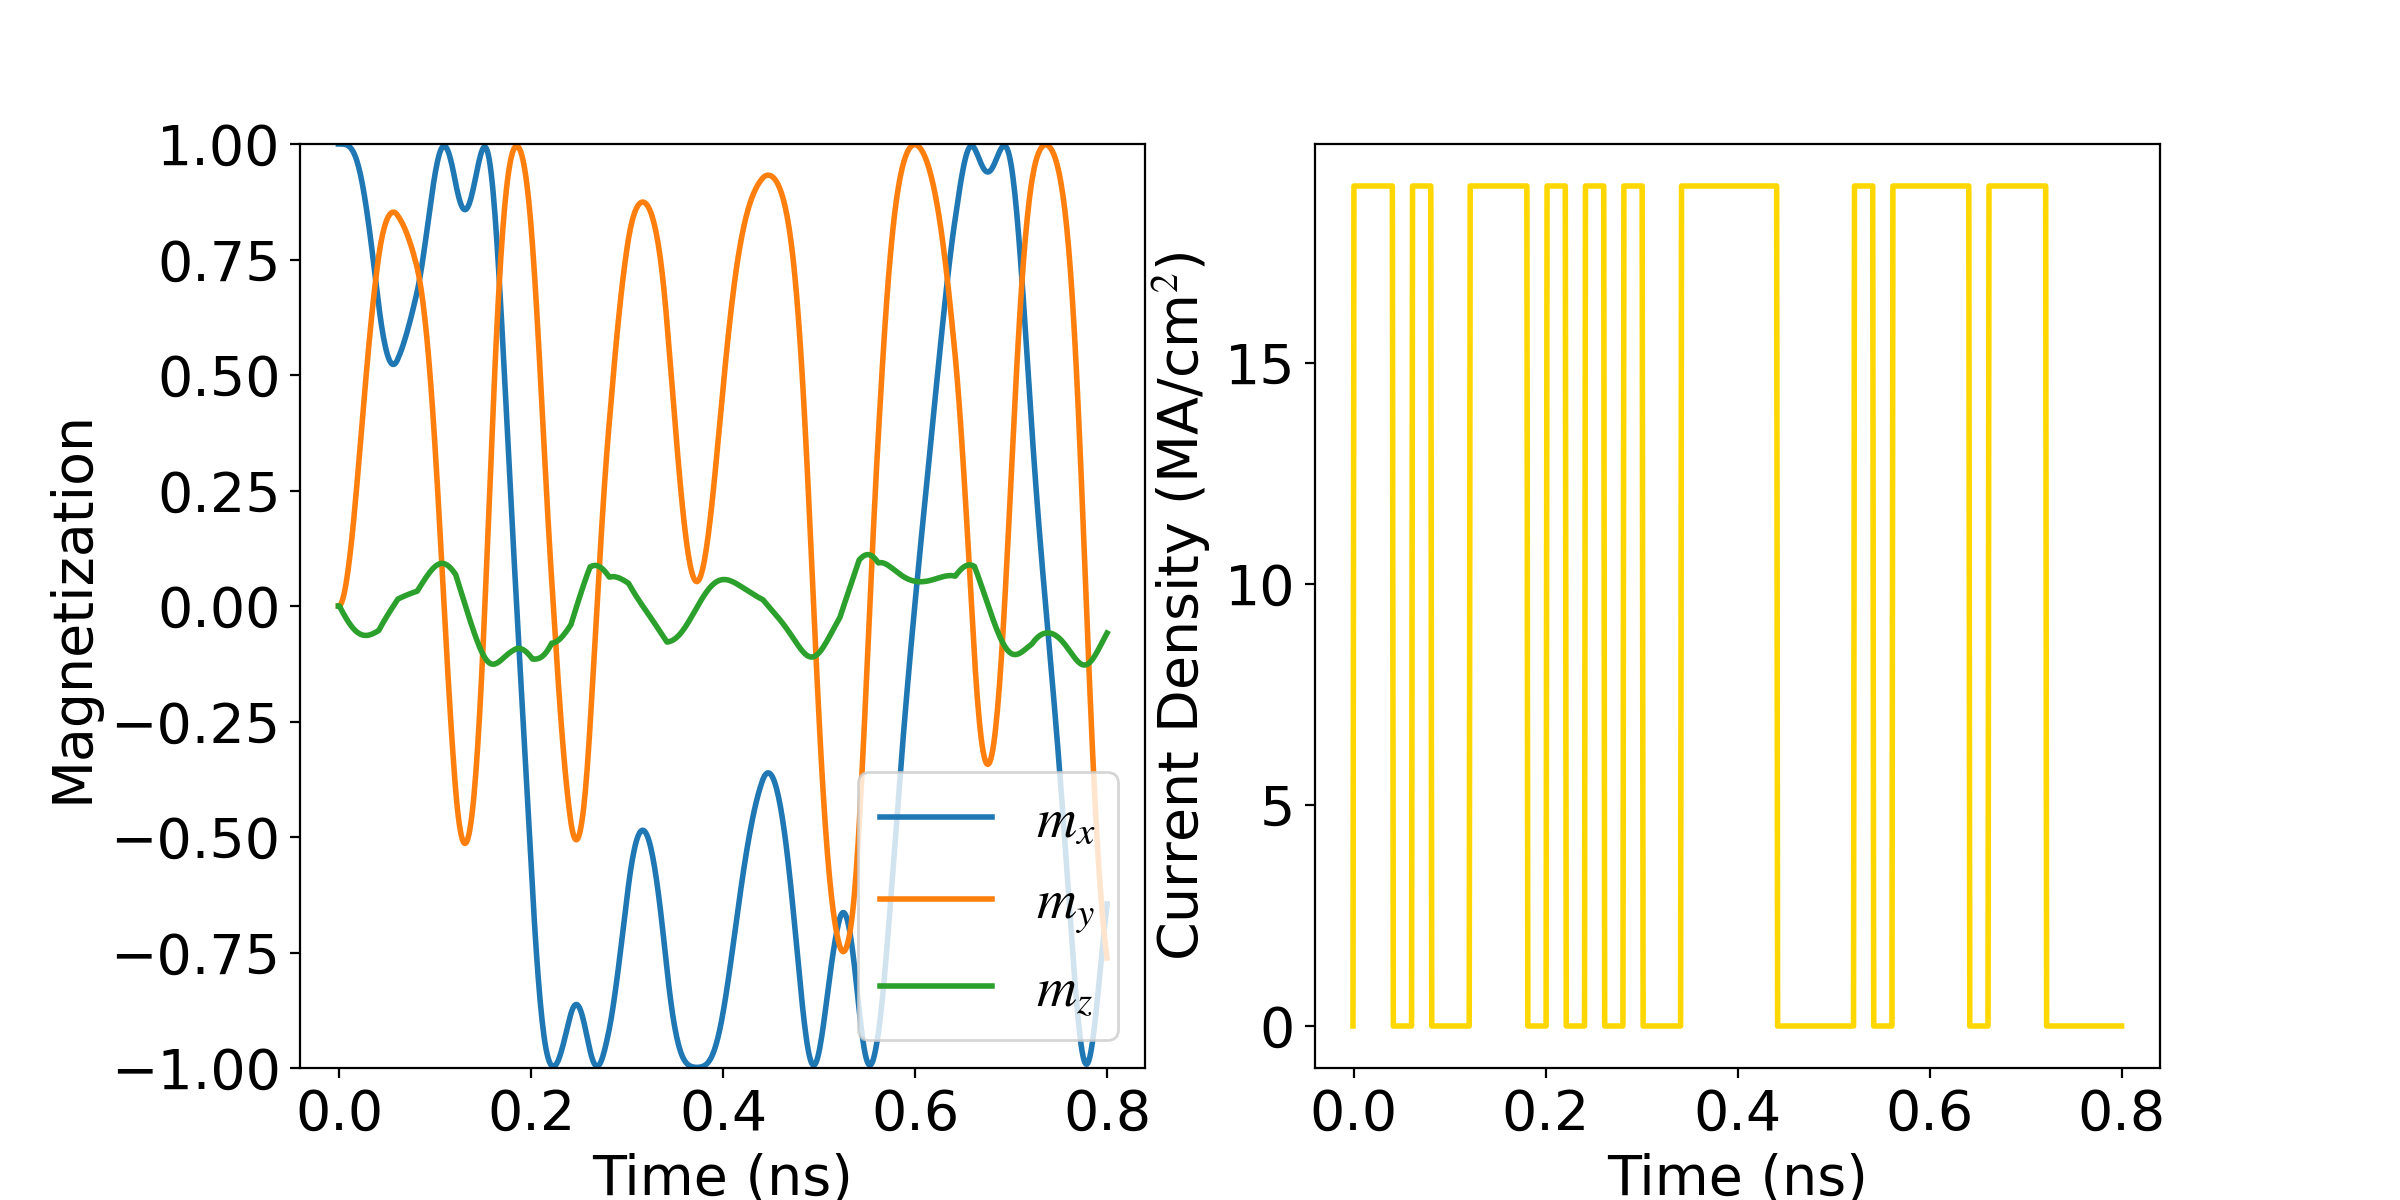 1.00
0.75
0.50
0.25
0.00
−0.25
−0.50
−0.75
−1.00
Magnetization
0.0 0.2 0.4 0.6 0.8
Time (ns)
m_x
m_y
m_z
15
10
5
0
Current Density (MA/cm²)
0.0 0.2 0.4 0.6 0.8
Time (ns)